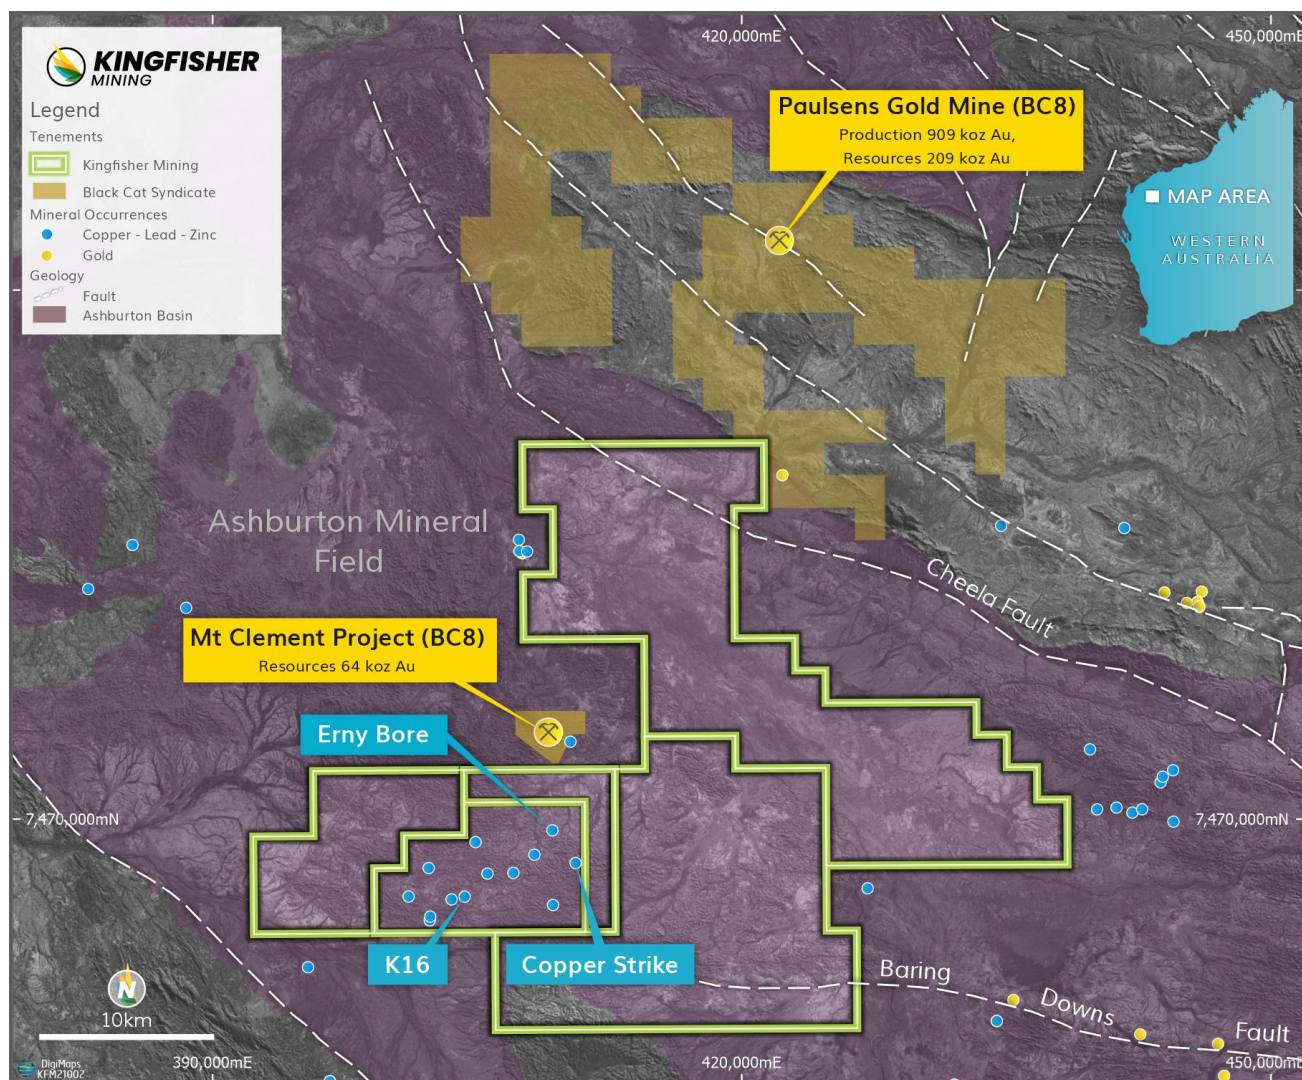 KINGFISHER
MINING
Legend
Tenements
Kingfisher Mining
Black Cat Syndicate
Mineral Occurrences
Copper - Lead - Zinc
Gold
Geology
Fault
Ashburton Basin
420,000mE
450,000mE
Paulsens Gold Mine (BC8)
Production 909 koz Au,
Resources 209 koz Au
MAP AREA
WESTERN
AUSTRALIA
Ashburton Mineral
Field
Cheela Fault
Mt Clement Project (BC8)
Resources 64 koz Au
Erny Bore
7,470,000mN
7,470,000mN
K16
Copper Strike
Baring
Downs
Fault
N
10km
DigiMaps
KFM21002
390,000mE
420,000mE
450,000mE